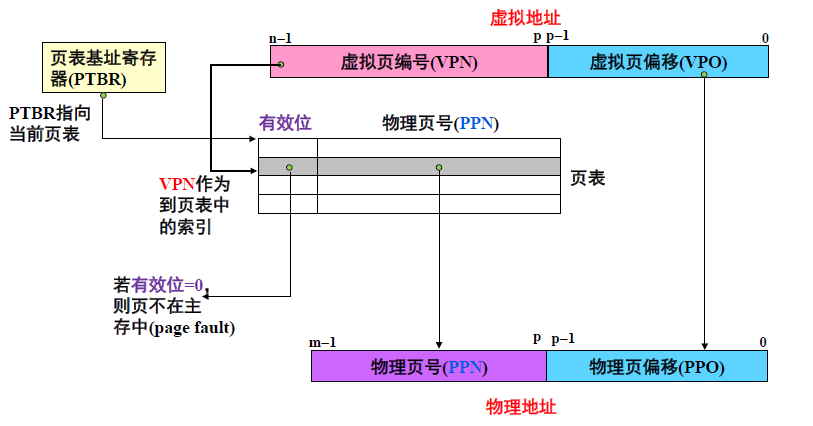 虚拟地址
n–1
p p–1
0
页表基址寄存
器(PTBR)
虚拟页编号(VPN)
虚拟页偏移(VPO)
PTBR指向
当前页表
有效位
物理页号(PPN)
页表
VPN作为
到页表中
的索引
若有效位=0,
则页不在主
存中(page fault)
m–1
p
p–1
0
物理页号(PPN)
物理页偏移(PPO)
物理地址